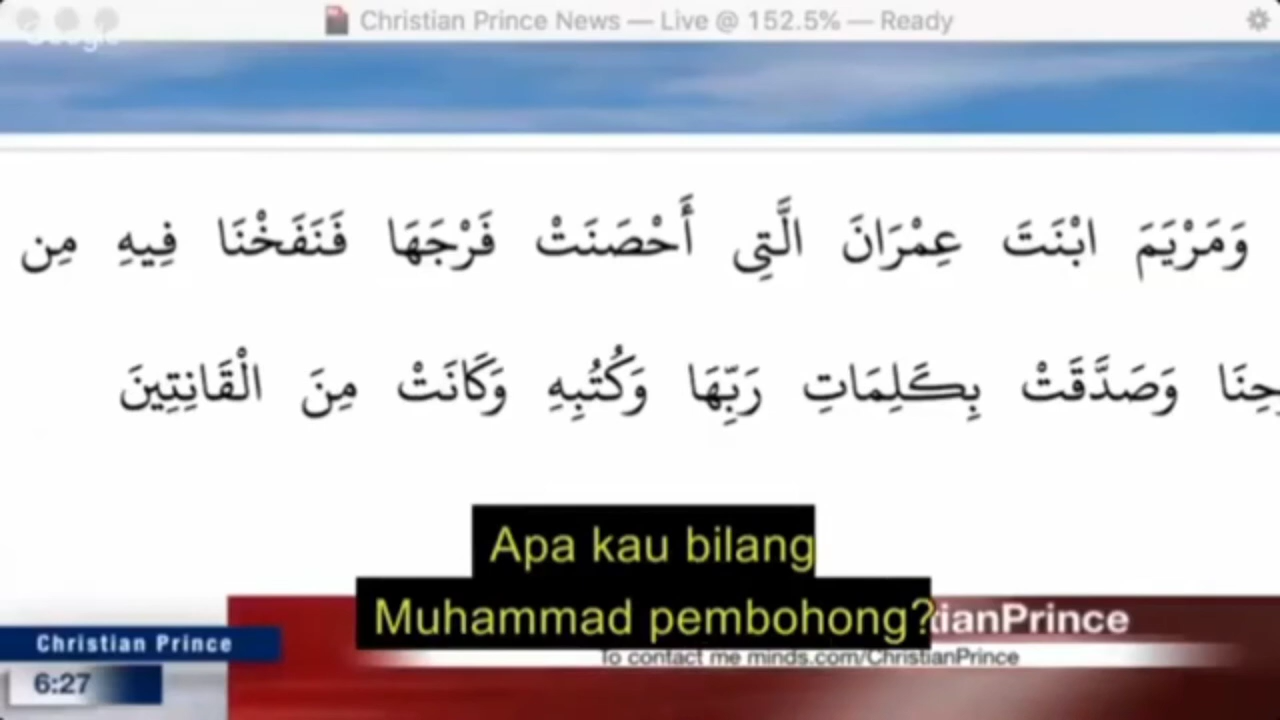 Christian Prince News — Live @ 152.5% — Ready
Google
وَمَرْيَمَ ابْنَتَ عِمْرَانَ الَّتِي أَحْصَنَتْ فَرْجَهَا فَنَفَخْنَا فِيهِ مِن
وَصَدَّقَتْ بِكَلِمَاتِ رَبِّهَا وَكُتُبِهِ وَكَانَتْ مِنَ الْقَانِتِينَ
Apa kau bilang
Muhammad pembohong?
tianPrince
To contact me minds.com/ChristianPrince
Christian Prince
6:27